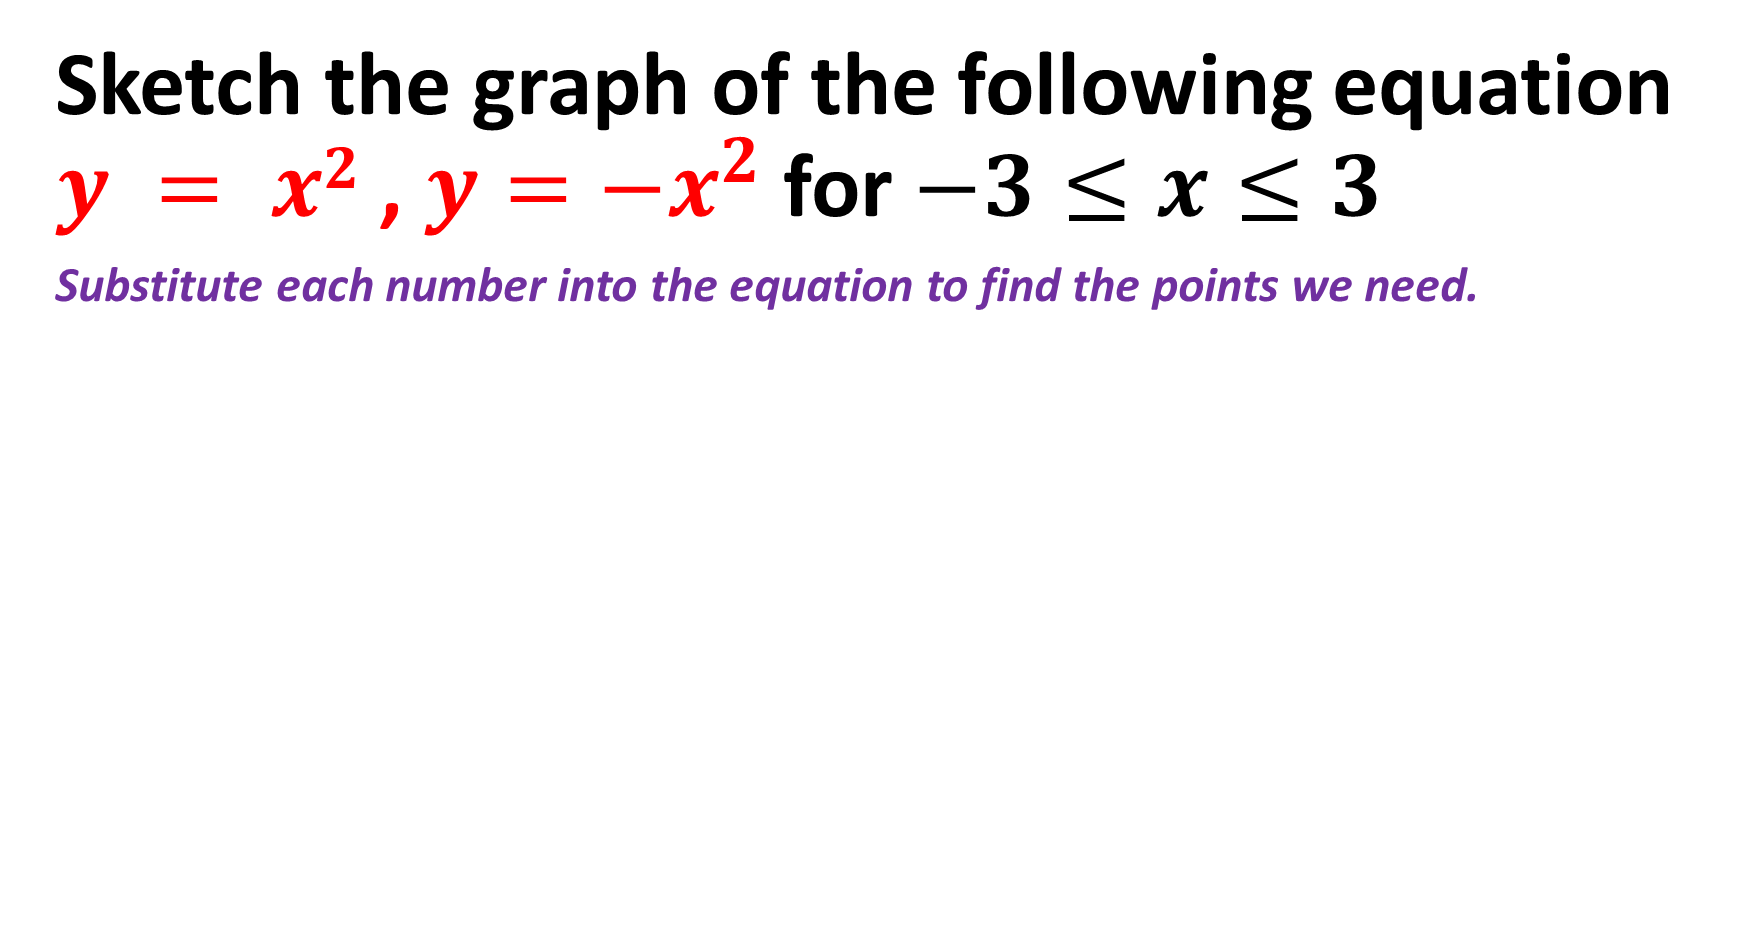 Sketch the graph of the following equation
y = x², y = −x² for −3 ≤ x ≤ 3
Substitute each number into the equation to find the points we need.